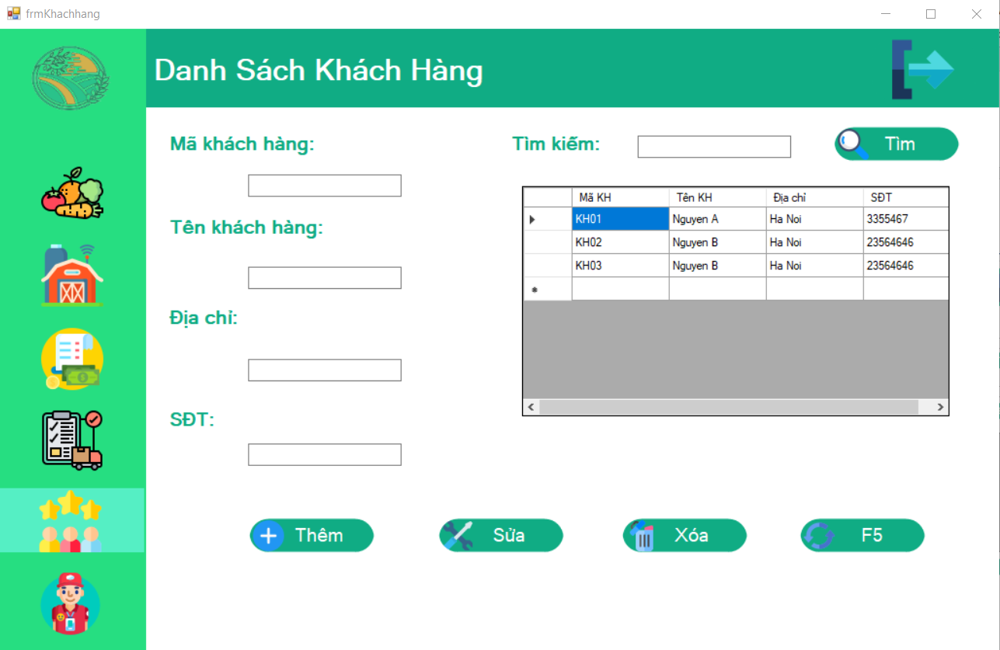 frmKhachhang
Danh Sách Khách Hàng
Mã khách hàng:
Tên khách hàng:
Địa chỉ:
SĐT:
Tìm kiếm:
Tìm
Mã KH Tên KH Địa chỉ SĐT
KH01 Nguyen A Ha Noi 3355467
KH02 Nguyen B Ha Noi 23564646
KH03 Nguyen B Ha Noi 23564646
Thêm
Sửa
Xóa
F5